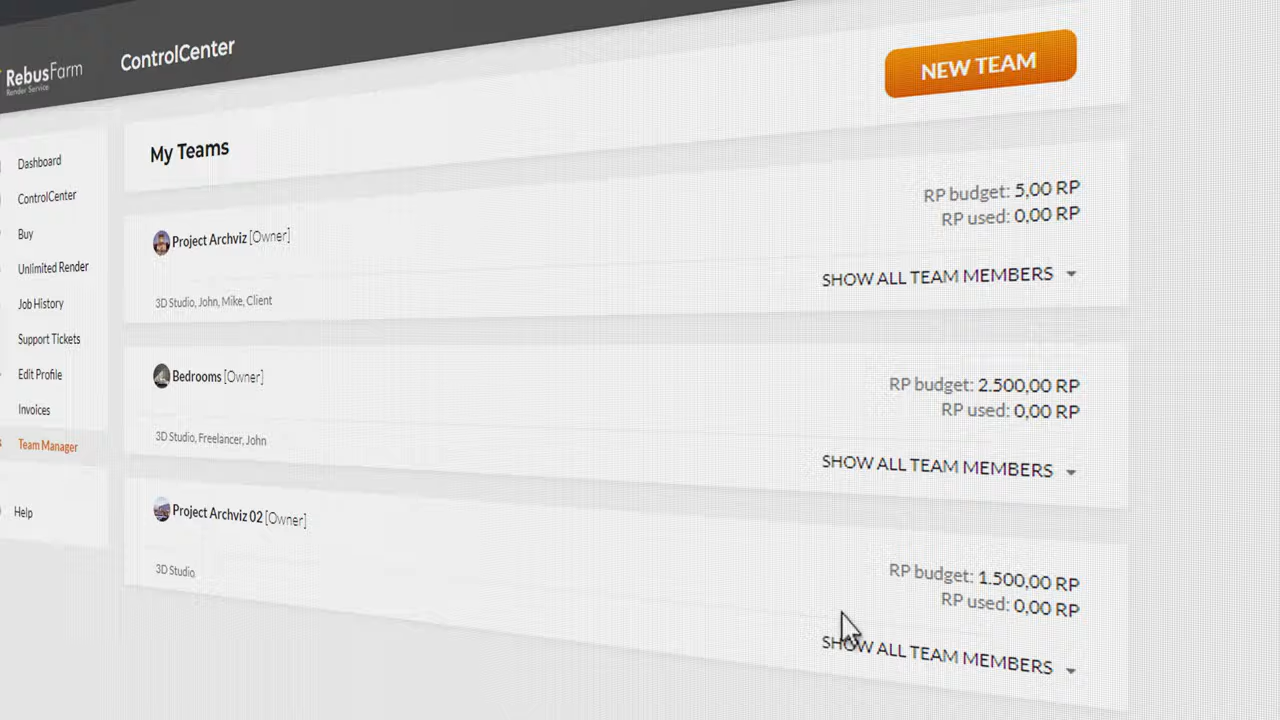 RebusFarm
Render Service
ControlCenter
NEW TEAM
Dashboard
ControlCenter
Buy
Unlimited Render
Job History
Support Tickets
Edit Profile
Invoices
Team Manager
Help
My Teams
Project Archviz [Owner]
RP budget: 5,00 RP
RP used: 0,00 RP
3D Studio, John, Mike, Client
SHOW ALL TEAM MEMBERS
Bedrooms [Owner]
RP budget: 2.500,00 RP
RP used: 0,00 RP
3D Studio, Freelancer, John
SHOW ALL TEAM MEMBERS
Project Archviz 02 [Owner]
RP budget: 1.500,00 RP
RP used: 0,00 RP
3D Studio
SHOW ALL TEAM MEMBERS